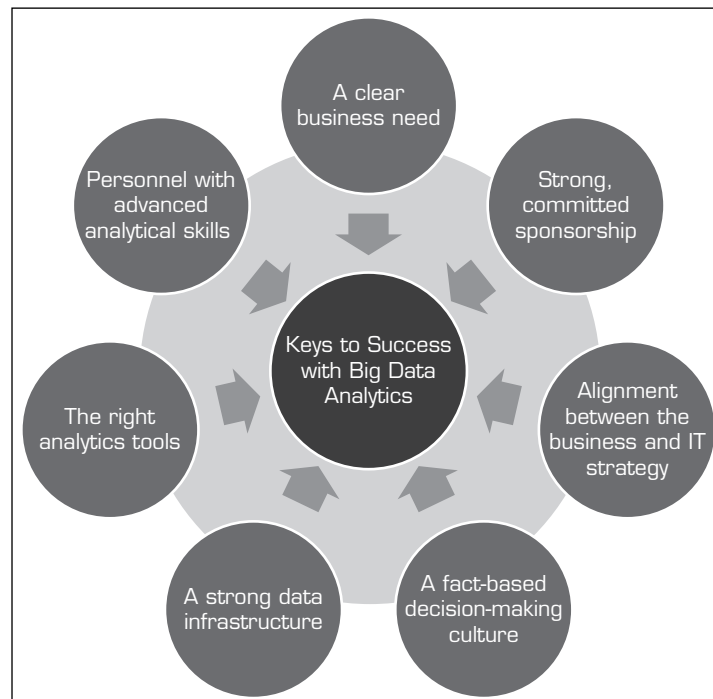 A clear
business need
Strong,
committed
sponsorship
Alignment
between the
business and IT
strategy
A fact-based
decision-making
culture
A strong data
infrastructure
The right
analytics tools
Personnel with
advanced
analytical skills
Keys to Success
with Big Data
Analytics